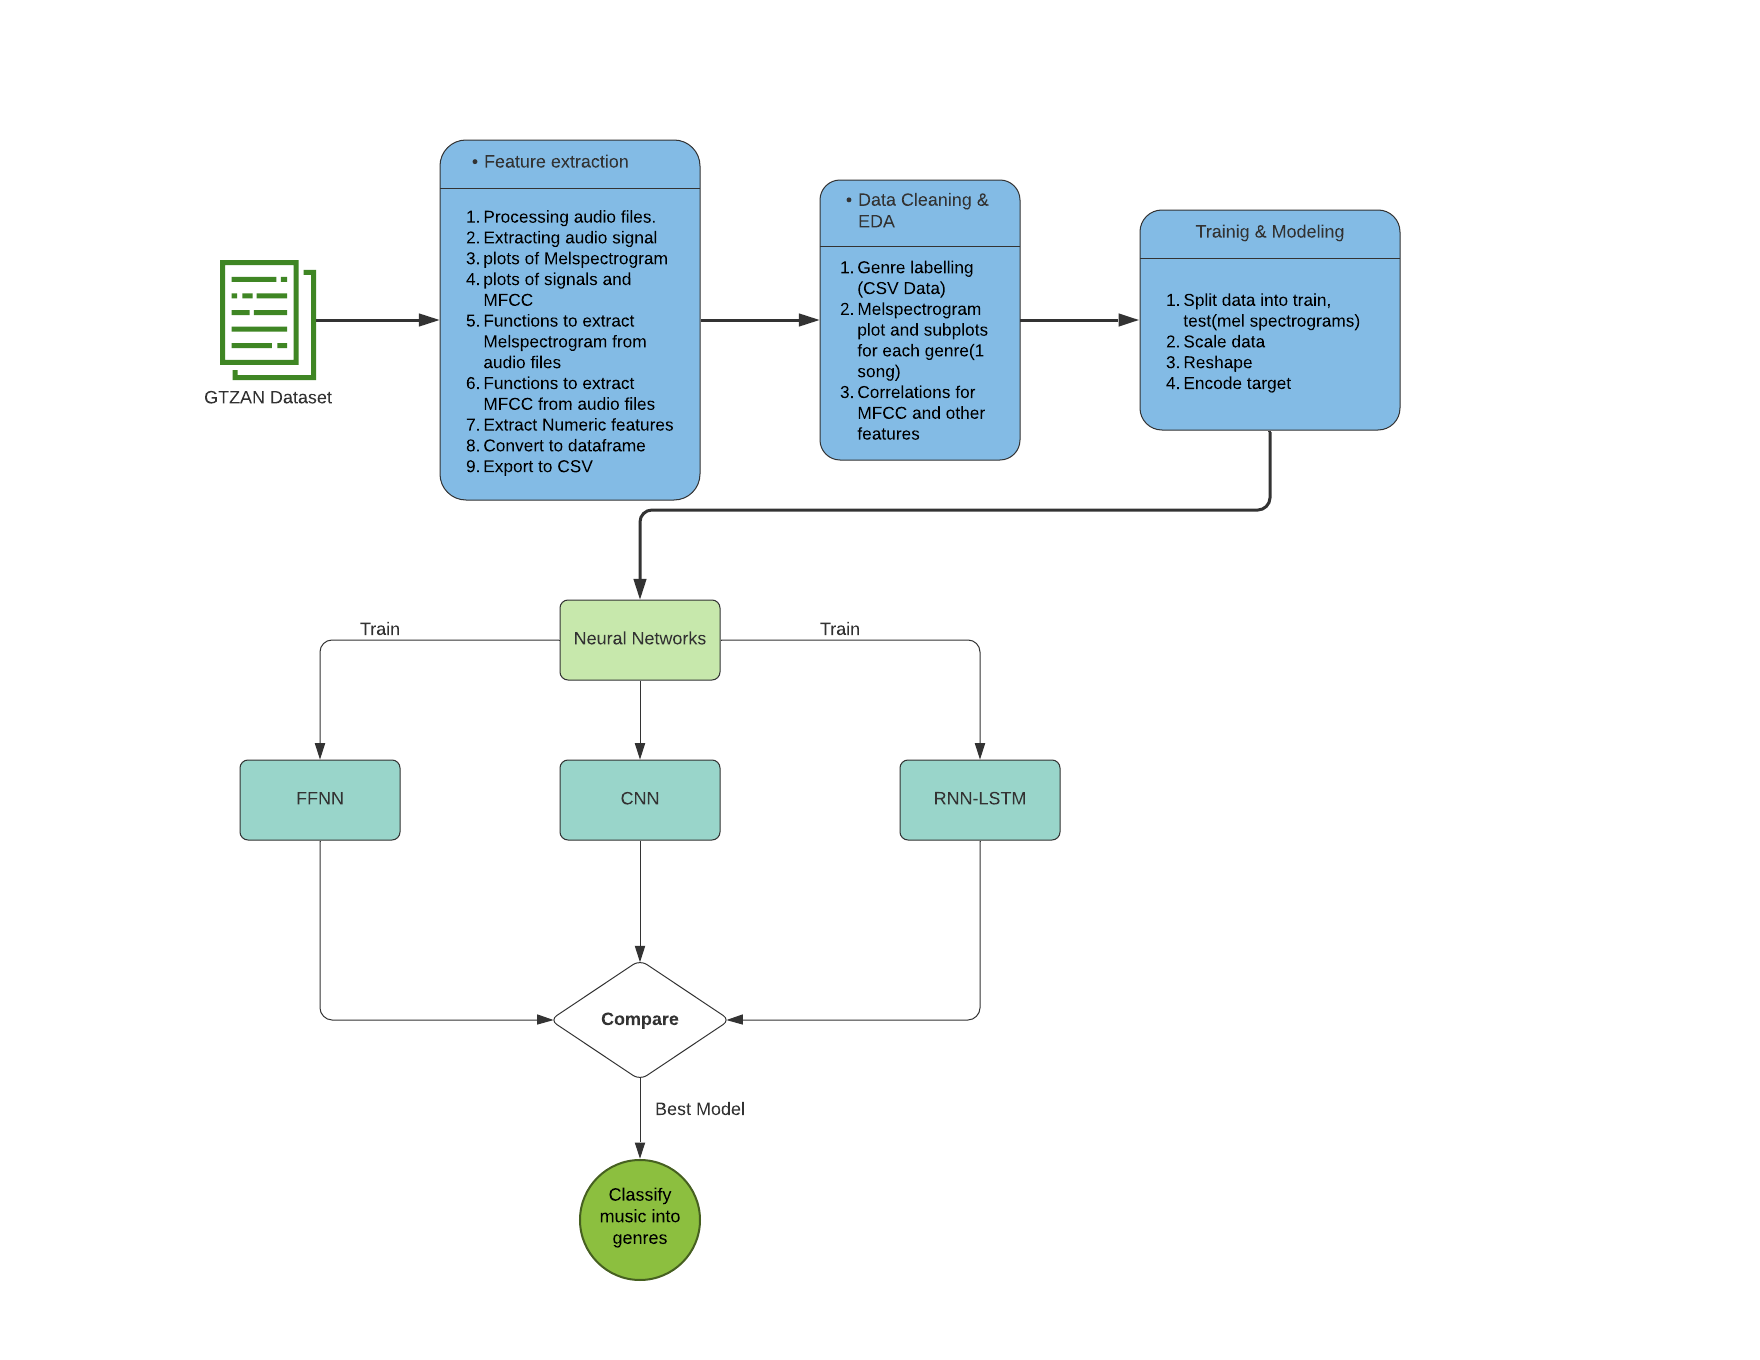 • Feature extraction
1. Processing audio files.
2. Extracting audio signal
3. plots of Melspectrogram
4. plots of signals and
MFCC
5. Functions to extract
Melspectrogram from
audio files
6. Functions to extract
MFCC from audio files
7. Extract Numeric features
8. Convert to dataframe
9. Export to CSV
• Data Cleaning &
EDA
1. Genre labelling
(CSV Data)
2. Melspectrogram
plot and subplots
for each genre(1
song)
3. Correlations for
MFCC and other
features
Trainig & Modeling
1. Split data into train,
test(mel spectrograms)
2. Scale data
3. Reshape
4. Encode target
GTZAN Dataset
Train
Neural Networks
Train
FFNN
CNN
RNN-LSTM
Compare
Best Model
Classify
music into
genres